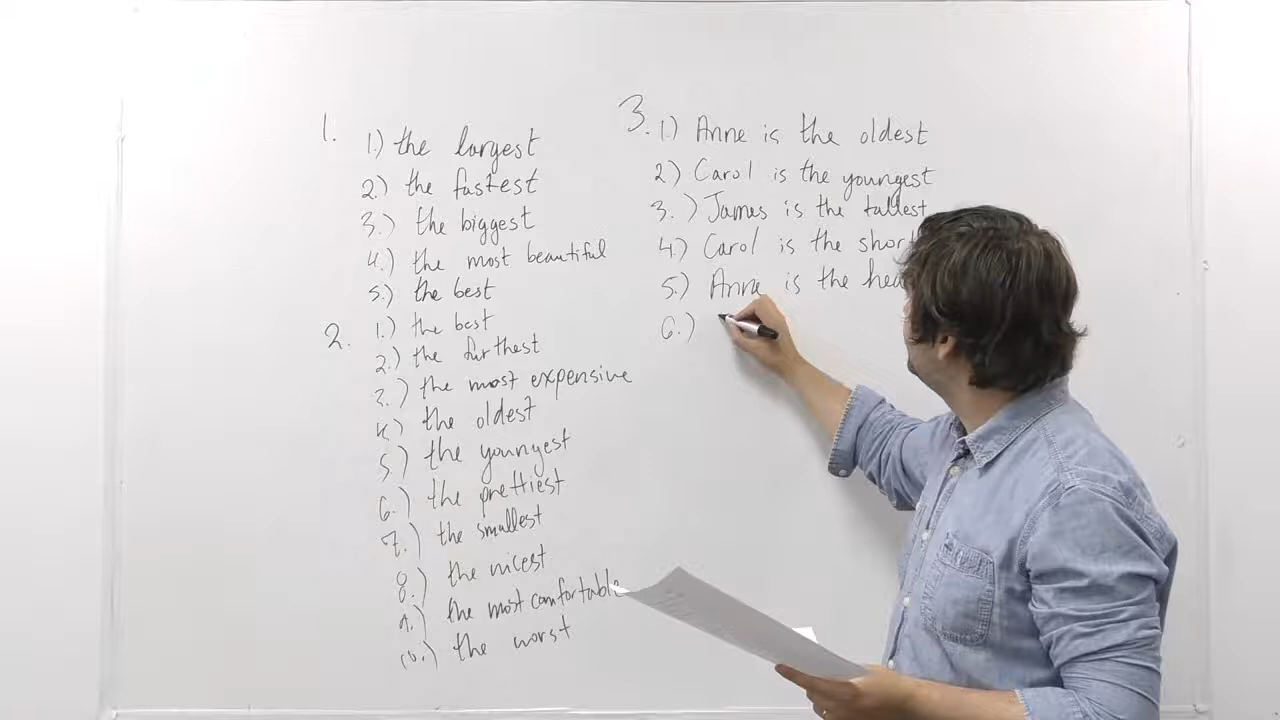 1.
1.) the largest
2.) the fastest
3.) the biggest
4.) the most beautiful
5.) the best
2.
1.) the best
2.) the furthest
3.) the most expensive
4.) the oldest
5.) the youngest
6.) the prettiest
7.) the smallest
8.) the nicest
9.) the most comfortable
10.) the worst
3.
1.) Anne is the oldest
2.) Carol is the youngest
3.) James is the tallest
4.) Carol is the
5.) Anne is the
6.)